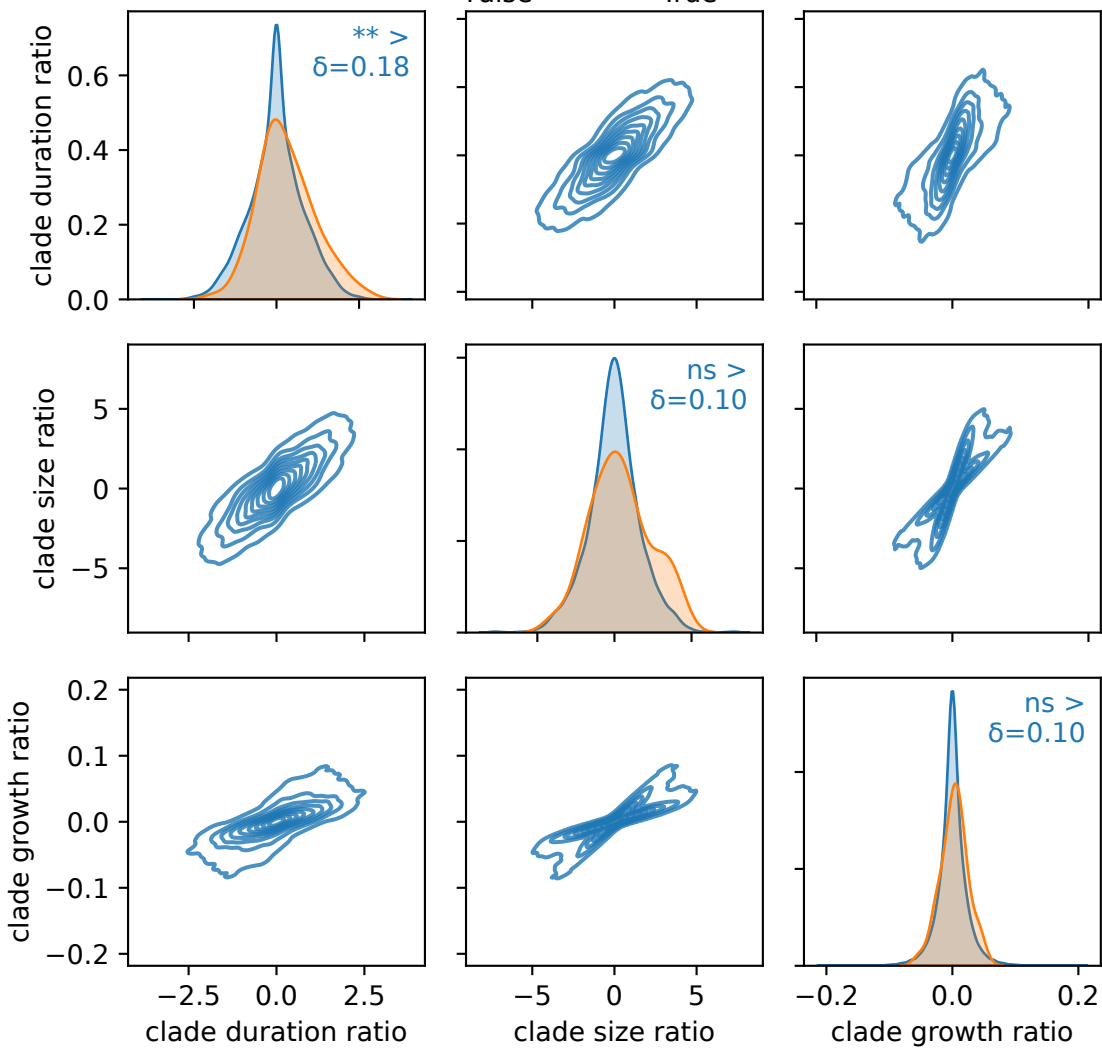 clade duration ratio
0.6
0.4
0.2
0.0
** >
δ=0.18
clade size ratio
5
0
−5
ns >
δ=0.10
clade growth ratio
0.2
0.1
0.0
−0.1
−0.2
ns >
δ=0.10
−2.5 0.0 2.5
−5 0 5
−0.2 0.0 0.2
clade duration ratio
clade size ratio
clade growth ratio